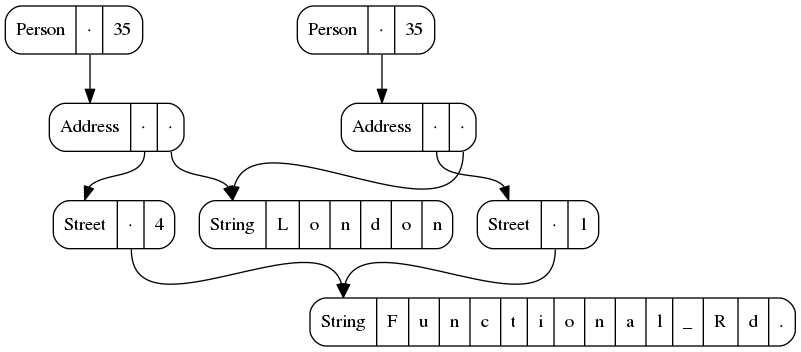 Person · 35 Person · 35
Address · · Address · ·
Street · 4 String L o n d o n Street · 1
String F u n c t i o n a l _ R d .